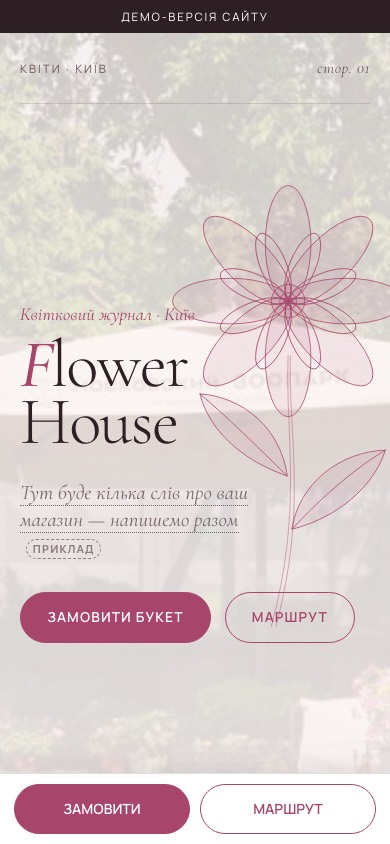 ДЕМО-ВЕРСІЯ САЙТУ
КВІТИ · КИЇВ
стор. 01
Квітковий журнал · Київ
Flower
House
ЗООПАРК
Тут буде кілька слів про ваш
магазин — напишемо разом
ПРИКЛАД
ЗАМОВИТИ БУКЕТ
МАРШРУТ
ЗАМОВИТИ
МАРШРУТ